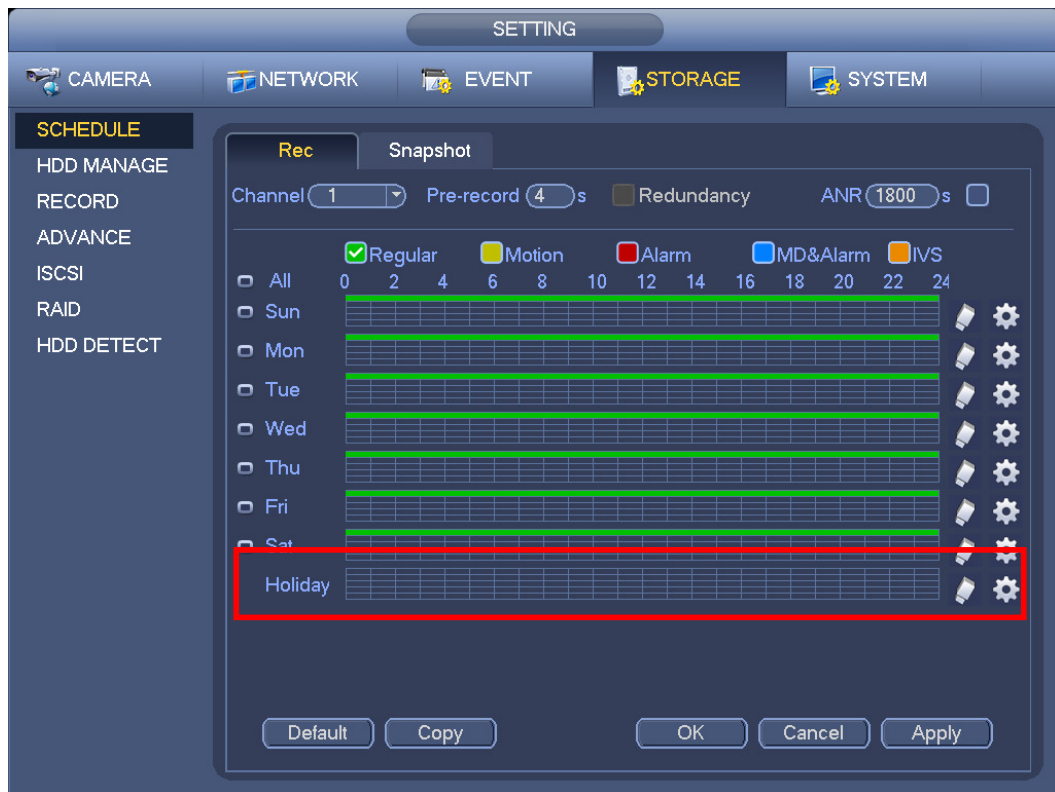 SETTING
CAMERA NETWORK EVENT STORAGE SYSTEM
SCHEDULE
HDD MANAGE
RECORD
ADVANCE
ISCSI
RAID
HDD DETECT
Rec Snapshot
Channel 1 Pre-record 4 s Redundancy ANR 1800 s
Regular Motion Alarm MD&Alarm IVS
All 0 2 4 6 8 10 12 14 16 18 20 22 24
Sun
Mon
Tue
Wed
Thu
Fri
Sat
Holiday
Default Copy OK Cancel Apply